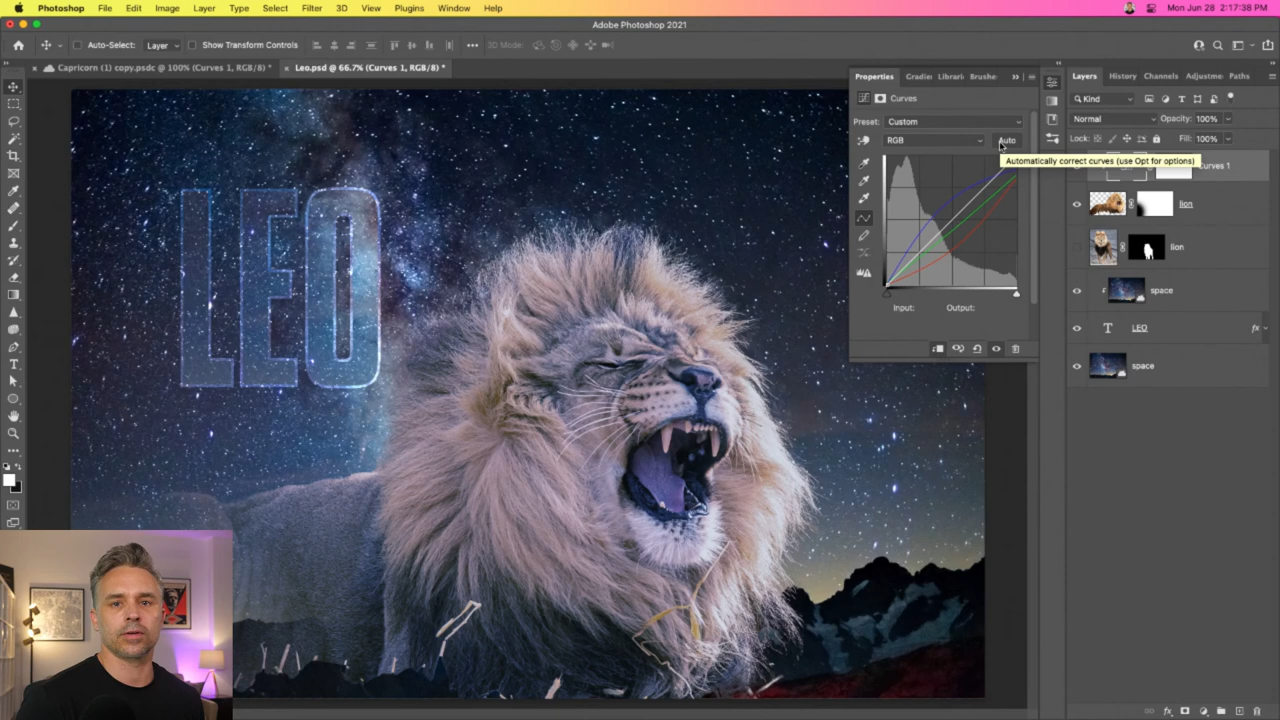 Photoshop File Edit Image Layer Type Select Filter 3D View Plugins Window Help Mon Jun 28 2:17:38 PM
Adobe Photoshop 2021
Auto-Select: Layer Show Transform Controls 3D Mode:
Capricorn (1) copy.psdc @ 100% (Curves 1, RGB/8) * Leo.psd @ 66.7% (Curves 1, RGB/8) *
Properties Gradie Librari Brushe
Curves
Preset: Custom
RGB Auto
Automatically correct curves (use Opt for options)
Input: Output:
Layers History Channels Adjustme Paths
Kind
Normal Opacity: 100%
Lock: Fill: 100%
Curves 1
lion
lion
space
T LEO fx
space
LEO